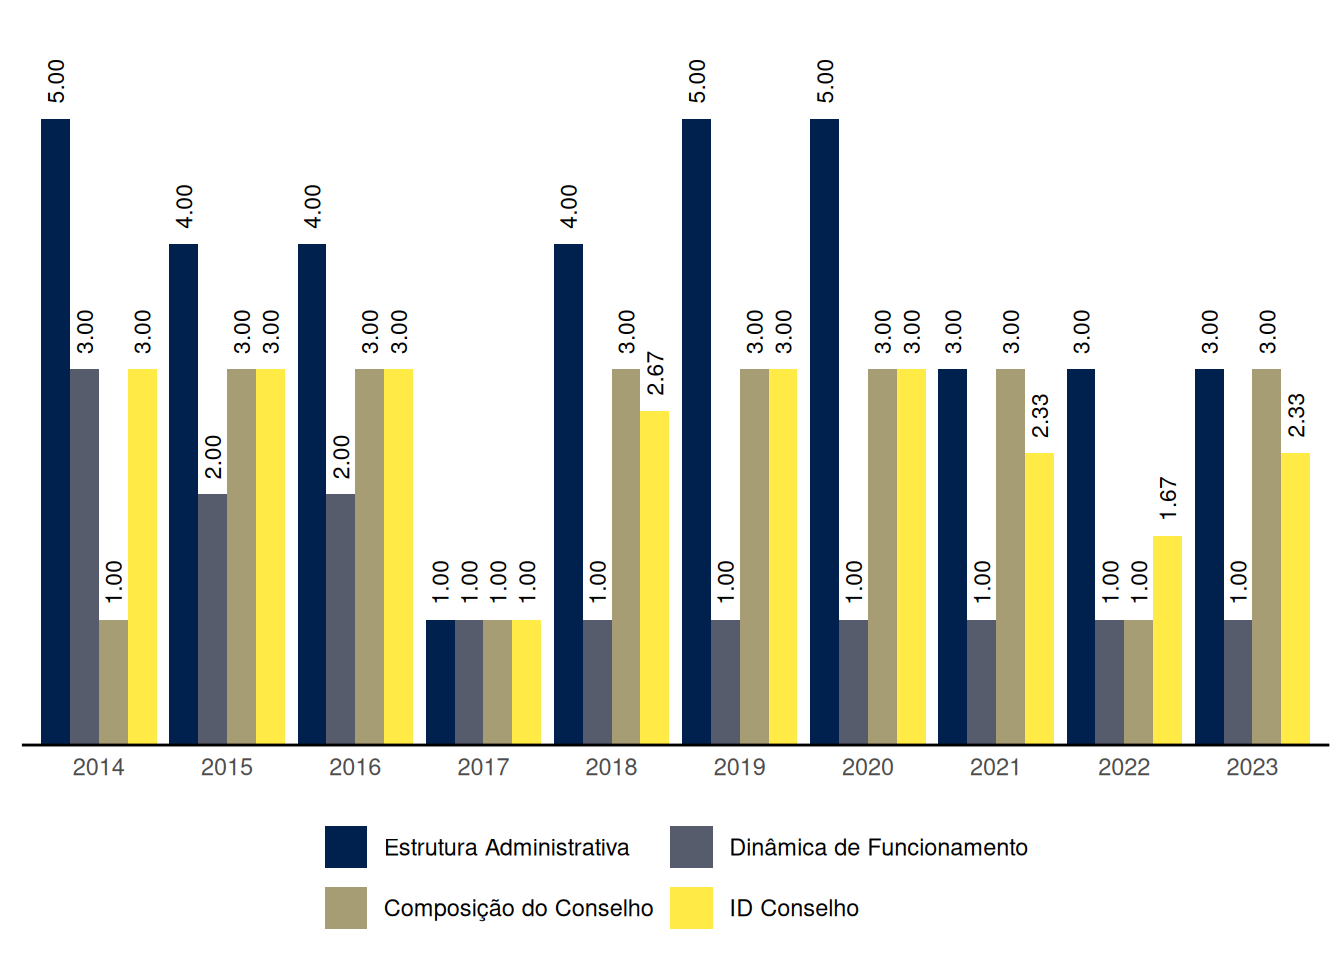 5.00 3.00 1.00 3.00 4.00 2.00 3.00 3.00 4.00 2.00 3.00 3.00 1.00 1.00 1.00 1.00 4.00 1.00 3.00 2.67 5.00 1.00 3.00 3.00 5.00 1.00 3.00 3.00 3.00 1.00 3.00 2.33 3.00 1.00 1.00 1.67 3.00 1.00 3.00 2.33
2014 2015 2016 2017 2018 2019 2020 2021 2022 2023
Estrutura Administrativa Dinâmica de Funcionamento
Composição do Conselho ID Conselho